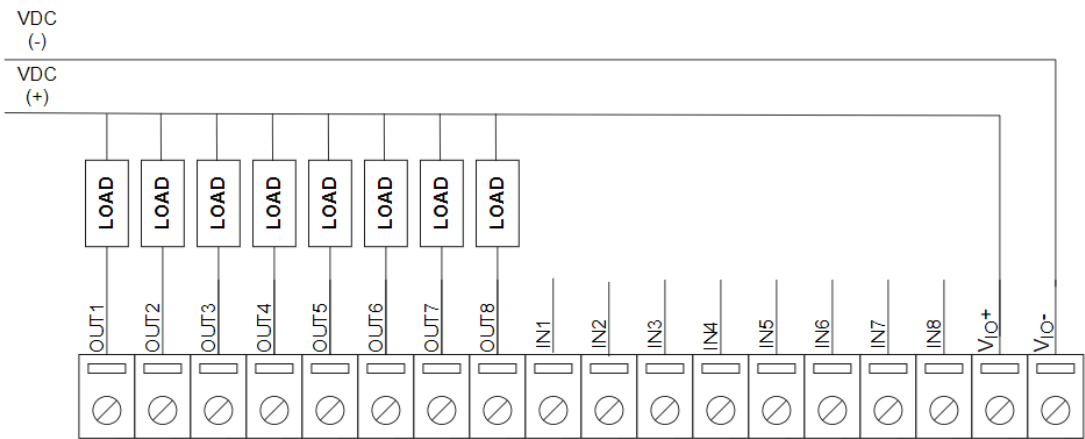 VDC
(-)
VDC
(+)
LOAD
LOAD
LOAD
LOAD
LOAD
LOAD
LOAD
LOAD
OUT1
OUT2
OUT3
OUT4
OUT5
OUT6
OUT7
OUT8
IN1
IN2
IN3
IN4
IN5
IN6
IN7
IN8
VIO+
VIO-